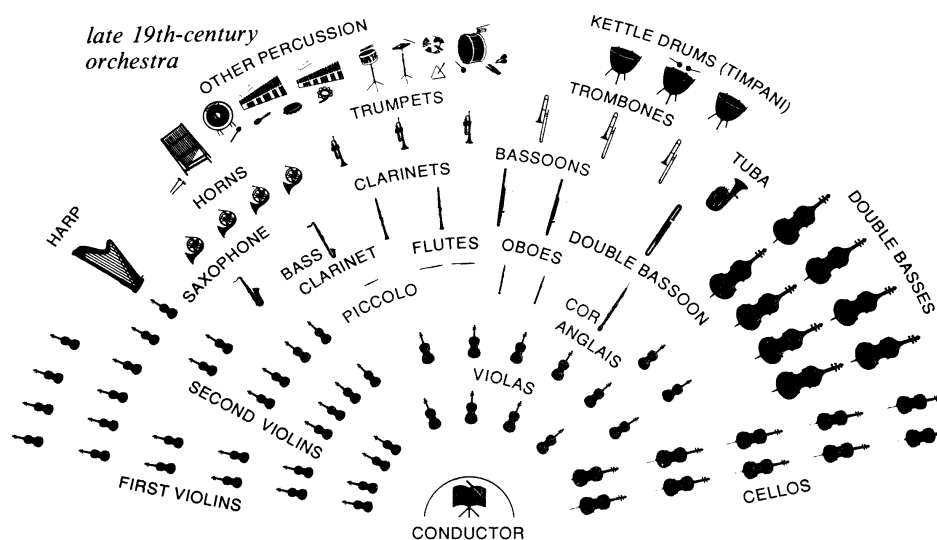 late 19th-century
orchestra
OTHER PERCUSSION
KETTLE DRUMS (TIMPANI)
TRUMPETS
TROMBONES
HORNS
CLARINETS
BASSOONS
TUBA
HARP
SAXOPHONE
BASS
CLARINET
FLUTES
OBOES
DOUBLE BASSOON
DOUBLE BASSES
PICCOLO
COR
ANGLAIS
VIOLAS
SECOND VIOLINS
FIRST VIOLINS
CELLOS
CONDUCTOR